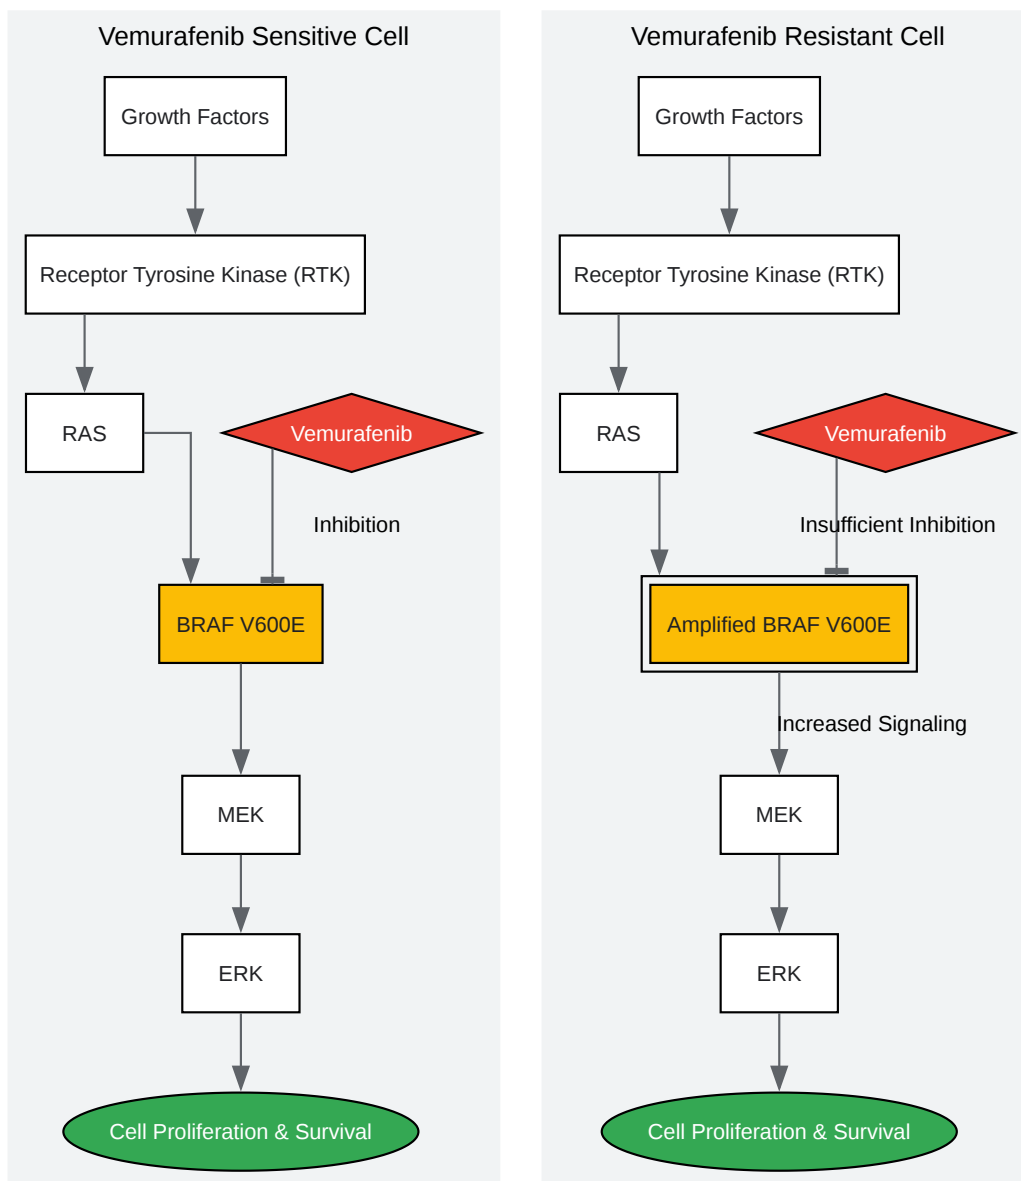 Vemurafenib Sensitive Cell
Growth Factors
Receptor Tyrosine Kinase (RTK)
RAS
Vemurafenib
Inhibition
BRAF V600E
MEK
ERK
Cell Proliferation & Survival
Vemurafenib Resistant Cell
Growth Factors
Receptor Tyrosine Kinase (RTK)
RAS
Vemurafenib
Insufficient Inhibition
Amplified BRAF V600E
Increased Signaling
MEK
ERK
Cell Proliferation & Survival